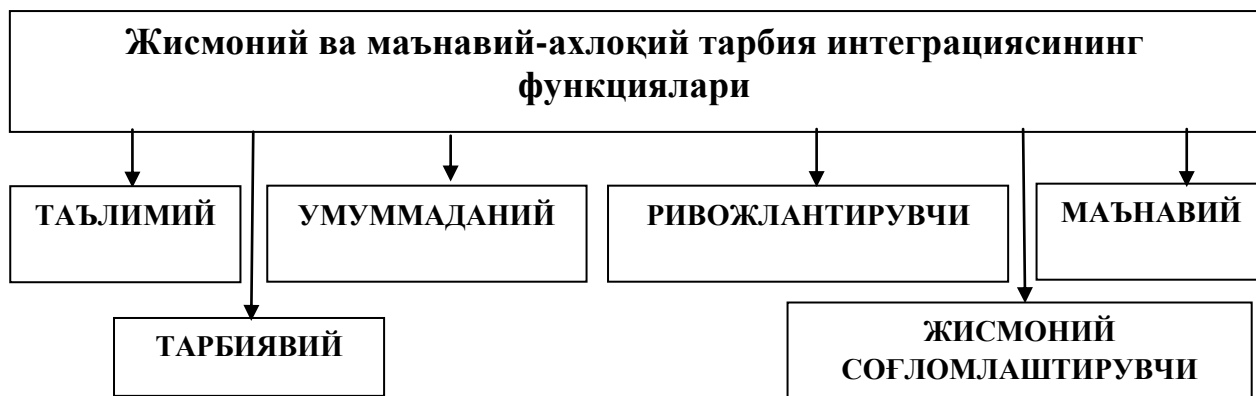 Жисмоний ва маънавий-ахлоқий тарбия интеграциясининг
функциялари
ТАЪЛИМИЙ
УМУММАДАНИЙ
РИВОЖЛАНТИРУВЧИ
МАЪНАВИЙ
ТАРБИЯВИЙ
ЖИСМОНИЙ
СОҒЛОМЛАШТИРУВЧИ